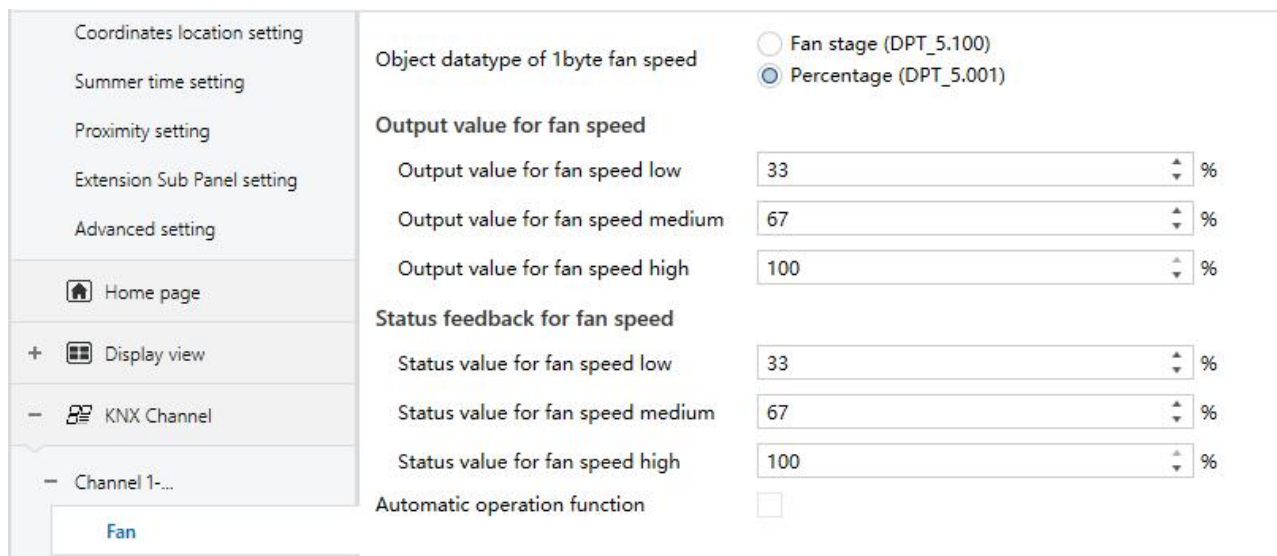 Coordinates location setting
Summer time setting
Proximity setting
Extension Sub Panel setting
Advanced setting
Home page
+ Display view
− KNX Channel
− Channel 1-...
Fan
Object datatype of 1byte fan speed
Fan stage (DPT_5.100)
Percentage (DPT_5.001)
Output value for fan speed
Output value for fan speed low 33 %
Output value for fan speed medium 67 %
Output value for fan speed high 100 %
Status feedback for fan speed
Status value for fan speed low 33 %
Status value for fan speed medium 67 %
Status value for fan speed high 100 %
Automatic operation function